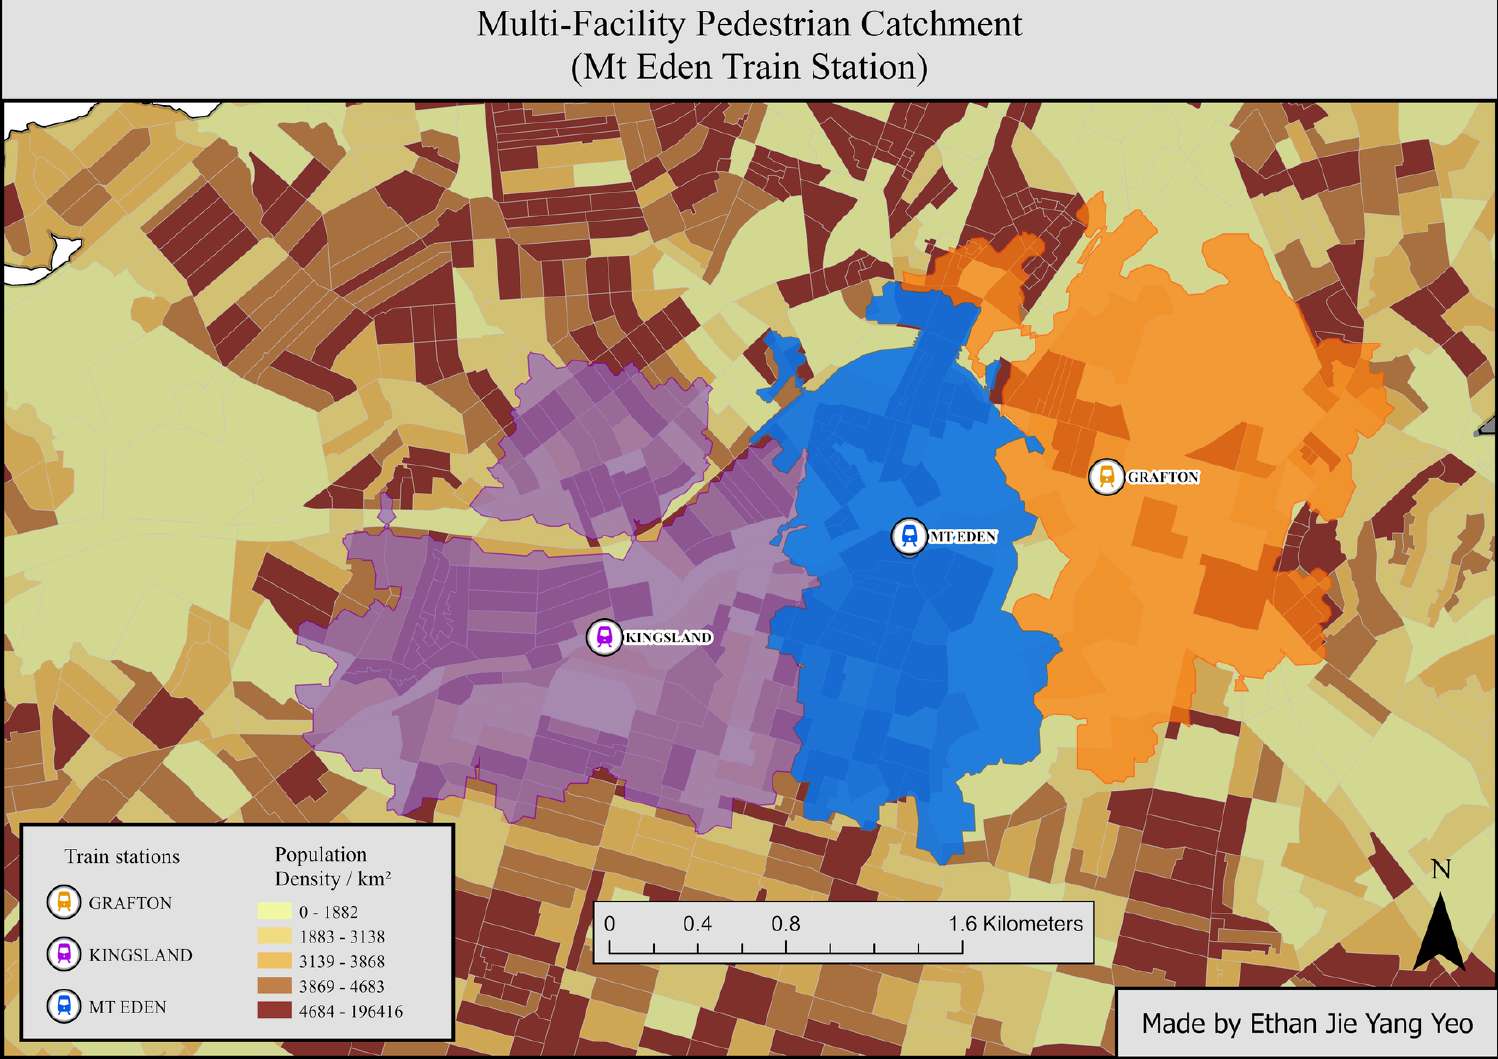 Multi-Facility Pedestrian Catchment
(Mt Eden Train Station)
GRAFTON
MT EDEN
KINGSLAND
Train stations
GRAFTON
KINGSLAND
MT EDEN
Population
Density / km²
0 - 1882
1883 - 3138
3139 - 3868
3869 - 4683
4684 - 196416
0 0.4 0.8 1.6 Kilometers
N
Made by Ethan Jie Yang Yeo